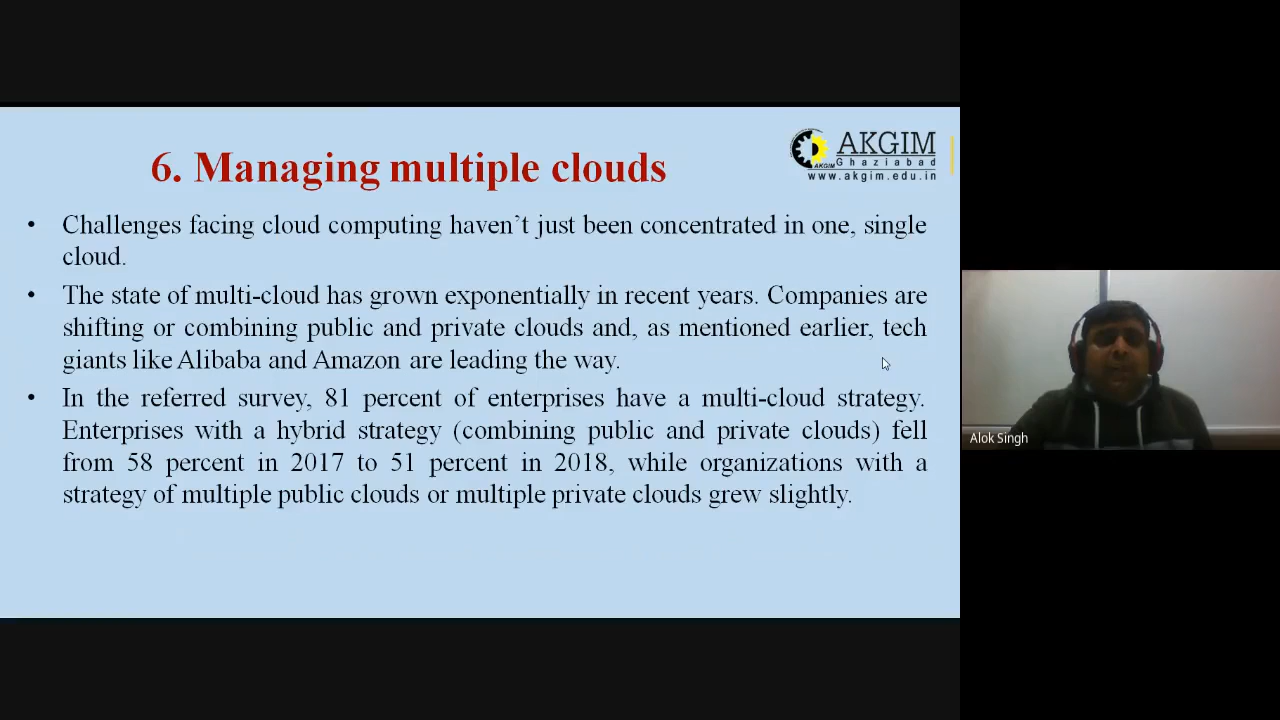 6. Managing multiple clouds
AKGIM
Ghaziabad
AKGIM
www.akgim.edu.in
• Challenges facing cloud computing haven’t just been concentrated in one, single
cloud.
• The state of multi-cloud has grown exponentially in recent years. Companies are
shifting or combining public and private clouds and, as mentioned earlier, tech
giants like Alibaba and Amazon are leading the way.
• In the referred survey, 81 percent of enterprises have a multi-cloud strategy.
Enterprises with a hybrid strategy (combining public and private clouds) fell
from 58 percent in 2017 to 51 percent in 2018, while organizations with a
strategy of multiple public clouds or multiple private clouds grew slightly.
Alok Singh